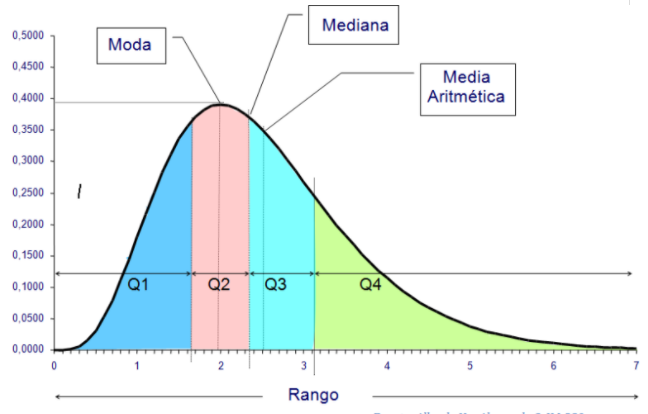 Moda
Mediana
Media
Aritmética
0,5000
0,4500
0,4000
0,3500
0,3000
0,2500
0,2000
0,1500
0,1000
0,0500
0,0000
Q1 Q2 Q3 Q4
0 1 2 3 4 5 6 7
Rango